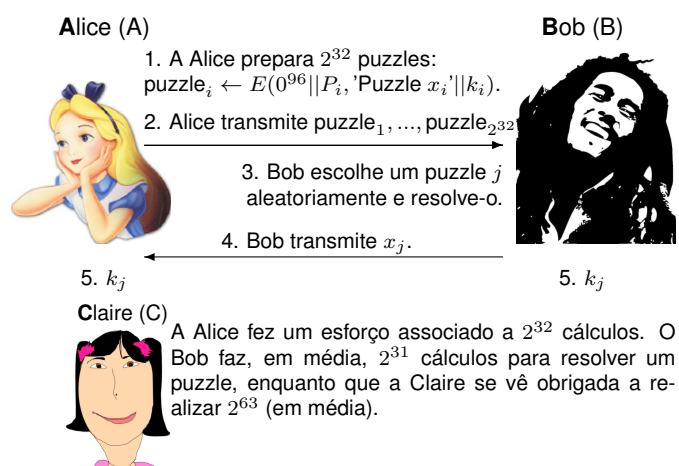 Alice (A)
Bob (B)
1. A Alice prepara 2^32 puzzles:
puzzle_i ← E(0^96||P_i, 'Puzzle x_i'||k_i).
2. Alice transmite puzzle_1, ..., puzzle_{2^32}
3. Bob escolhe um puzzle j
aleatoriamente e resolve-o.
4. Bob transmite x_j.
5. k_j
5. k_j
Claire (C)
A Alice fez um esforço associado a 2^32 cálculos. O
Bob faz, em média, 2^31 cálculos para resolver um
puzzle, enquanto que a Claire se vê obrigada a re-
alizar 2^63 (em média).